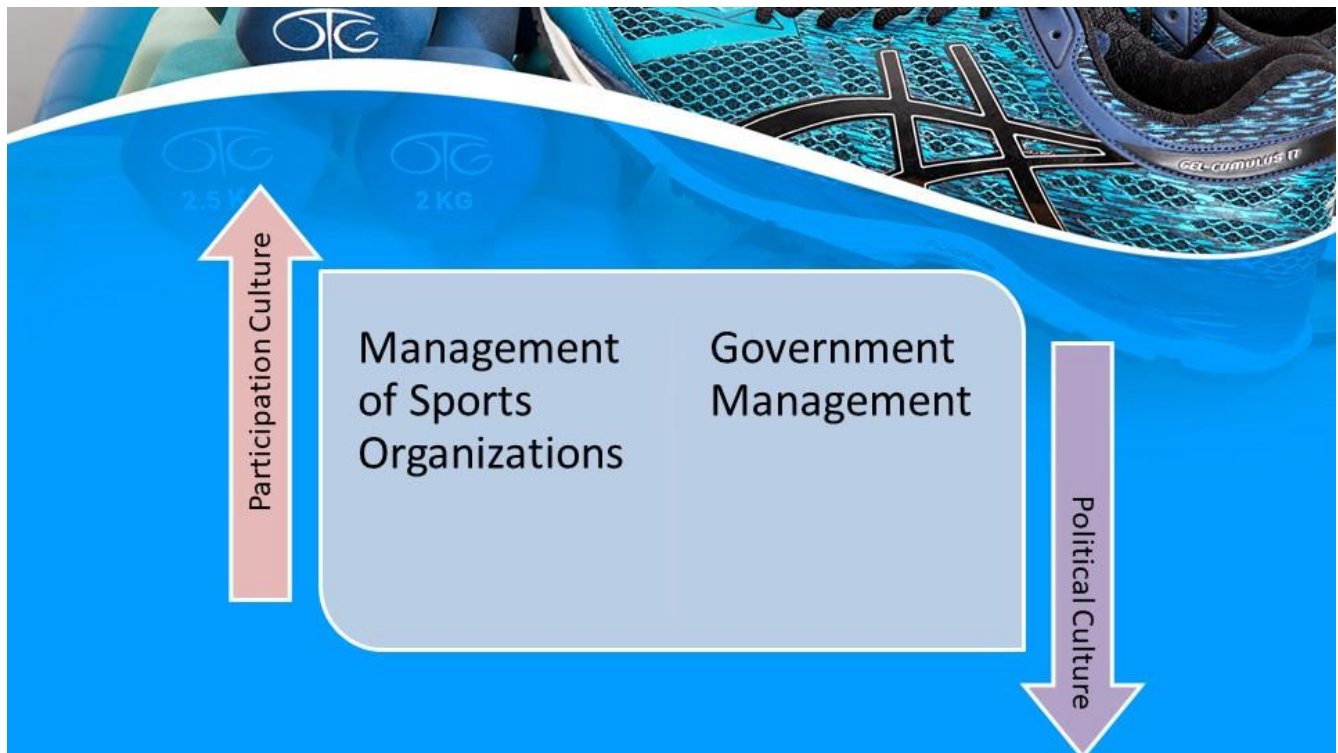 OTG
OTG
2.5 K
OTG
2 KG
GEL-CUMULUS 17
Participation Culture
Management
of Sports
Organizations
Government
Management
Political Culture